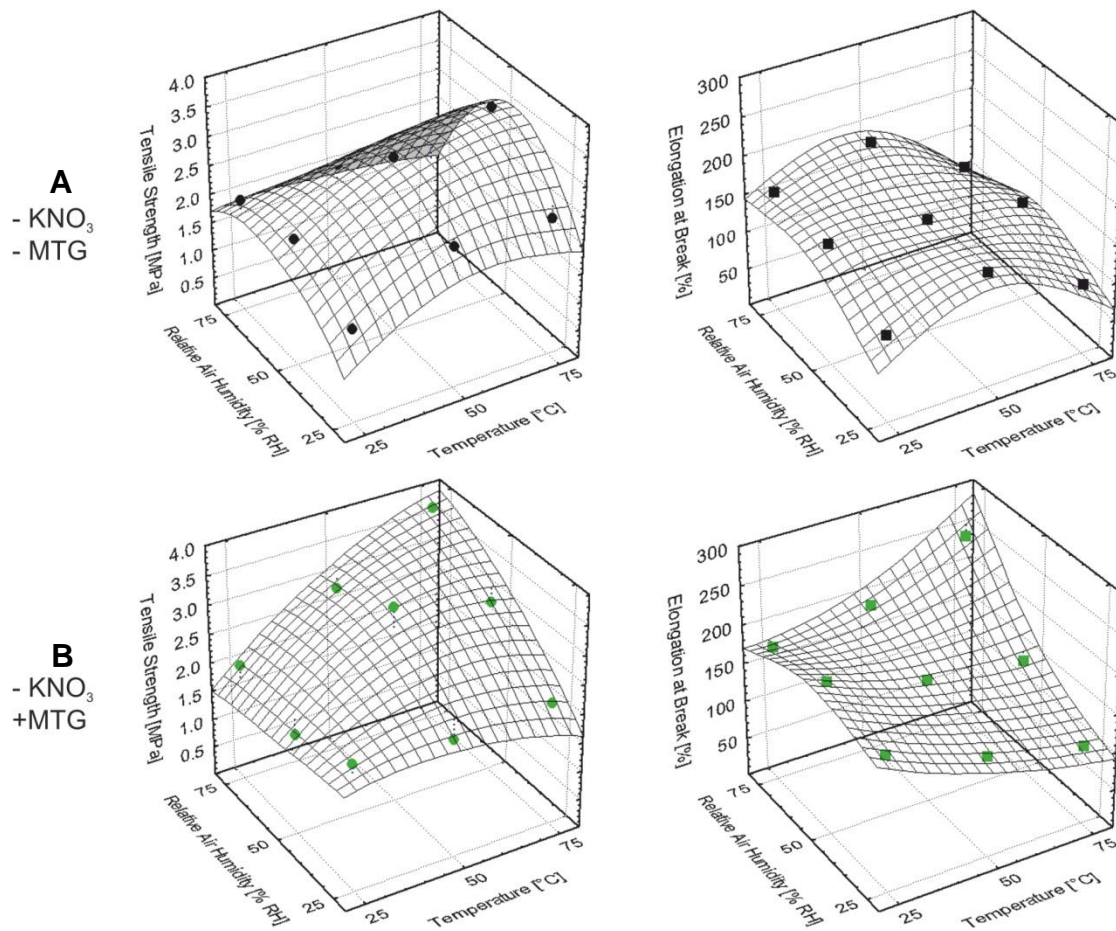 A
- KNO3
- MTG
4.0
3.5
3.0
2.5
2.0
1.5
1.0
0.5
Tensile Strength [MPa]
75
50
25
Relative Air Humidity [% RH]
25
50
75
Temperature [°C]
300
250
200
150
100
50
Elongation at Break [%]
75
50
25
Relative Air Humidity [% RH]
25
50
75
Temperature [°C]
B
- KNO3
+MTG
4.0
3.5
3.0
2.5
2.0
1.5
1.0
0.5
Tensile Strength [MPa]
75
50
25
Relative Air Humidity [% RH]
25
50
75
Temperature [°C]
300
250
200
150
100
50
Elongation at Break [%]
75
50
25
Relative Air Humidity [% RH]
25
50
75
Temperature [°C]